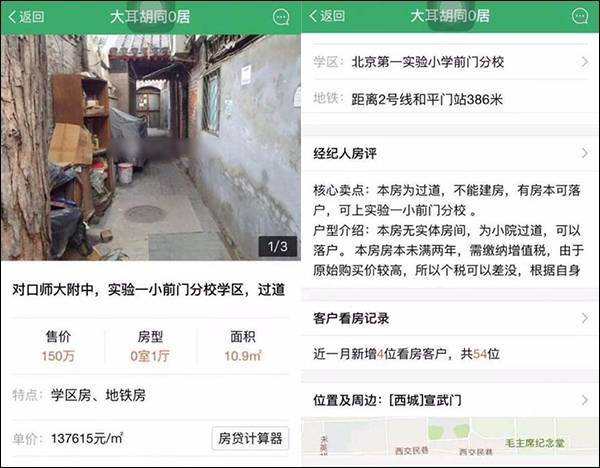 返回
大耳胡同0居
1/3
对口师大附中，实验一小前门分校学区，过道
售价
房型
面积
150万
0室1厅
10.9㎡
特点：学区房、地铁房
单价：137615元/㎡
房贷计算器
返回
大耳胡同0居
学区：北京第一实验小学前门分校
地铁：距离2号线和平门站386米
经纪人房评
核心卖点：本房为过道，不能建房，有房本可落
户，可上实验一小前门分校 。
户型介绍：本房无实体房间，为小院过道，可以
落户。 本房房本未满两年，需缴纳增值税，由于
原始购买价较高，所以个税可以差没，根据自身
客户看房记录
近一月新增4位看房客户，共54位
位置及周边：[西城]宣武门
西交民巷
西交民巷
毛主席纪念堂